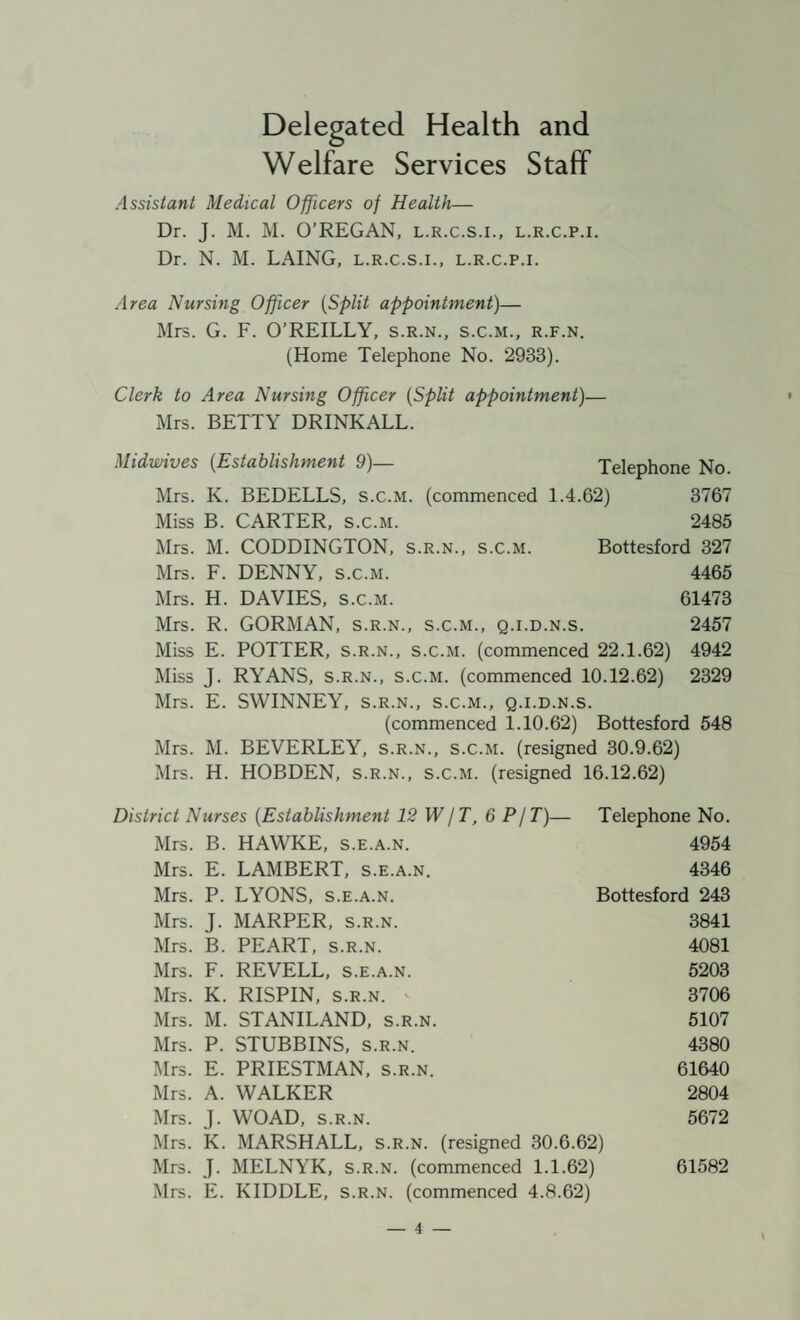 Delegated Health and
Welfare Services Staff
Assistant Medical Officers of Health—
Dr. J. M. M. O'REGAN, L.R.C.S.I., L.R.C.P.I.
Dr. N. M. LAING, L.R.C.S.I., L.R.C.P.I.
Area Nursing Officer (Split appointment)—
Mrs. G. F. O'REILLY, S.R.N., S.C.M., R.F.N.
(Home Telephone No. 2933).
Clerk to Area Nursing Officer (Split appointment)—
Mrs. BETTY DRINKALL.
Midwives (Establishment 9)— Telephone No.
Mrs. K. BEDELLS, S.C.M. (commenced 1.4.62) 3767
Miss B. CARTER, S.C.M. 2485
Mrs. M. CODDINGTON, S.R.N., S.C.M. Bottesford 327
Mrs. F. DENNY, S.C.M. 4465
Mrs. H. DAVIES, S.C.M. 61473
Mrs. R. GORMAN, S.R.N., S.C.M., Q.I.D.N.S. 2457
Miss E. POTTER, S.R.N., S.C.M. (commenced 22.1.62) 4942
Miss J. RYANS, S.R.N., S.C.M. (commenced 10.12.62) 2329
Mrs. E. SWINNEY, S.R.N., S.C.M., Q.I.D.N.S.
(commenced 1.10.62) Bottesford 548
Mrs. M. BEVERLEY, S.R.N., S.C.M. (resigned 30.9.62)
Mrs. H. HOBDEN, S.R.N., S.C.M. (resigned 16.12.62)
District Nurses (Establishment 12 W/T, 6 P/T)— Telephone No.
Mrs. B. HAWKE, S.E.A.N. 4954
Mrs. E. LAMBERT, S.E.A.N. 4346
Mrs. P. LYONS, S.E.A.N. Bottesford 243
Mrs. J. MARPER, S.R.N. 3841
Mrs. B. PEART, S.R.N. 4081
Mrs. F. REVELL, S.E.A.N. 5203
Mrs. K. RISPIN, S.R.N. 3706
Mrs. M. STANILAND, S.R.N. 5107
Mrs. P. STUBBINS, S.R.N. 4380
Mrs. E. PRIESTMAN, S.R.N. 61640
Mrs. A. WALKER 2804
Mrs. J. WOAD, S.R.N. 5672
Mrs. K. MARSHALL, S.R.N. (resigned 30.6.62)
Mrs. J. MELNYK, S.R.N. (commenced 1.1.62) 61582
Mrs. E. KIDDLE, S.R.N. (commenced 4.8.62)
— 4 —